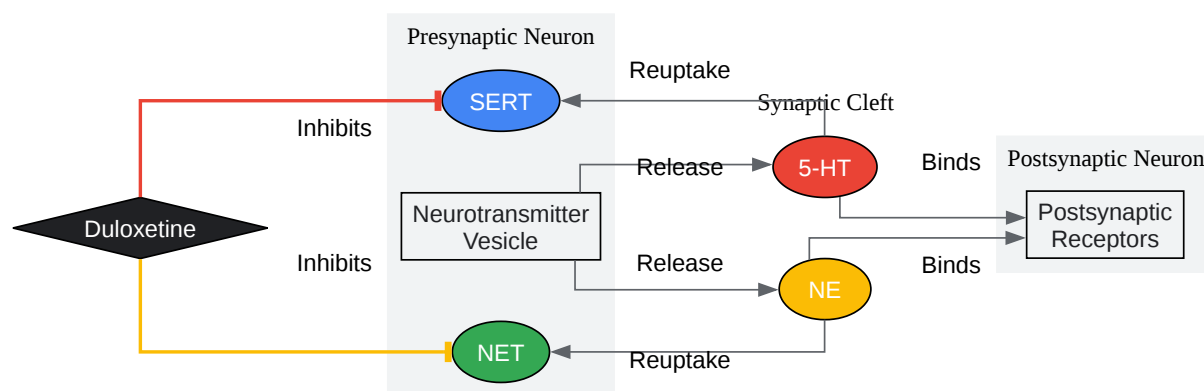 Presynaptic Neuron
SERT
Reuptake
Synaptic Cleft
Inhibits
Release
5-HT
Binds
Postsynaptic Neuron
Duloxetine
Neurotransmitter
Vesicle
Postsynaptic
Receptors
Inhibits
Release
NE
Binds
NET
Reuptake